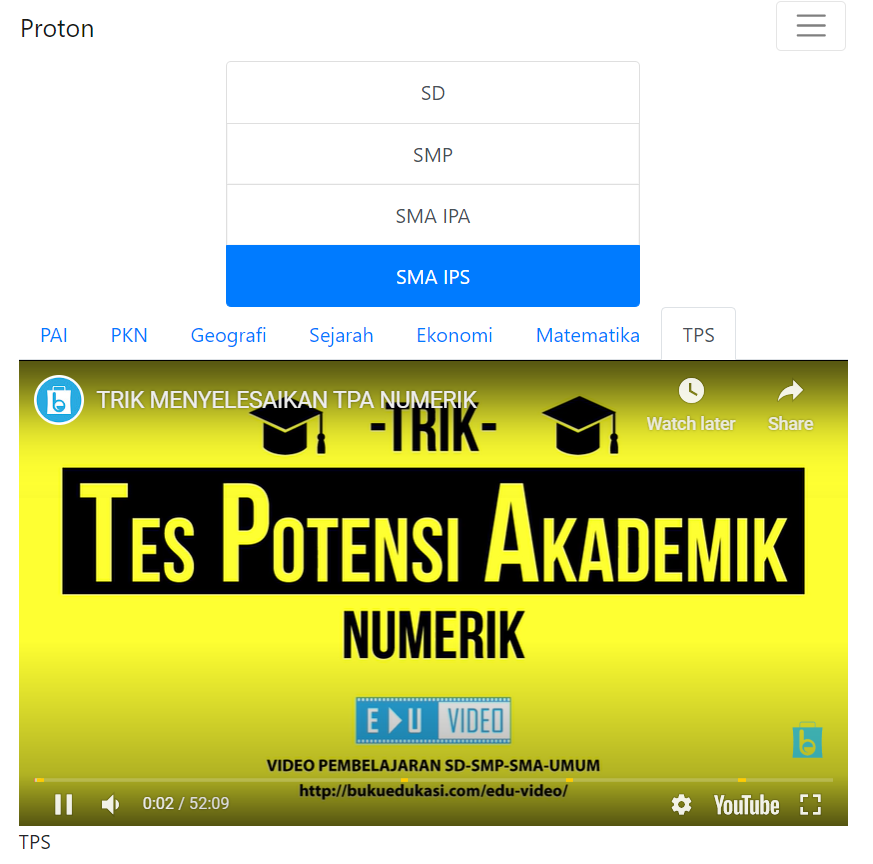 Proton
SD
SMP
SMA IPA
SMA IPS
PAI PKN Geografi Sejarah Ekonomi Matematika TPS
TRIK MENYELESAIKAN TPA NUMERIK
Watch later Share
-TRIK-
TES POTENSI AKADEMIK
NUMERIK
EDU VIDEO
VIDEO PEMBELAJARAN SD-SMP-SMA-UMUM
http://bukuedukasi.com/edu-video/
0:02 / 52:09
YouTube
TPS